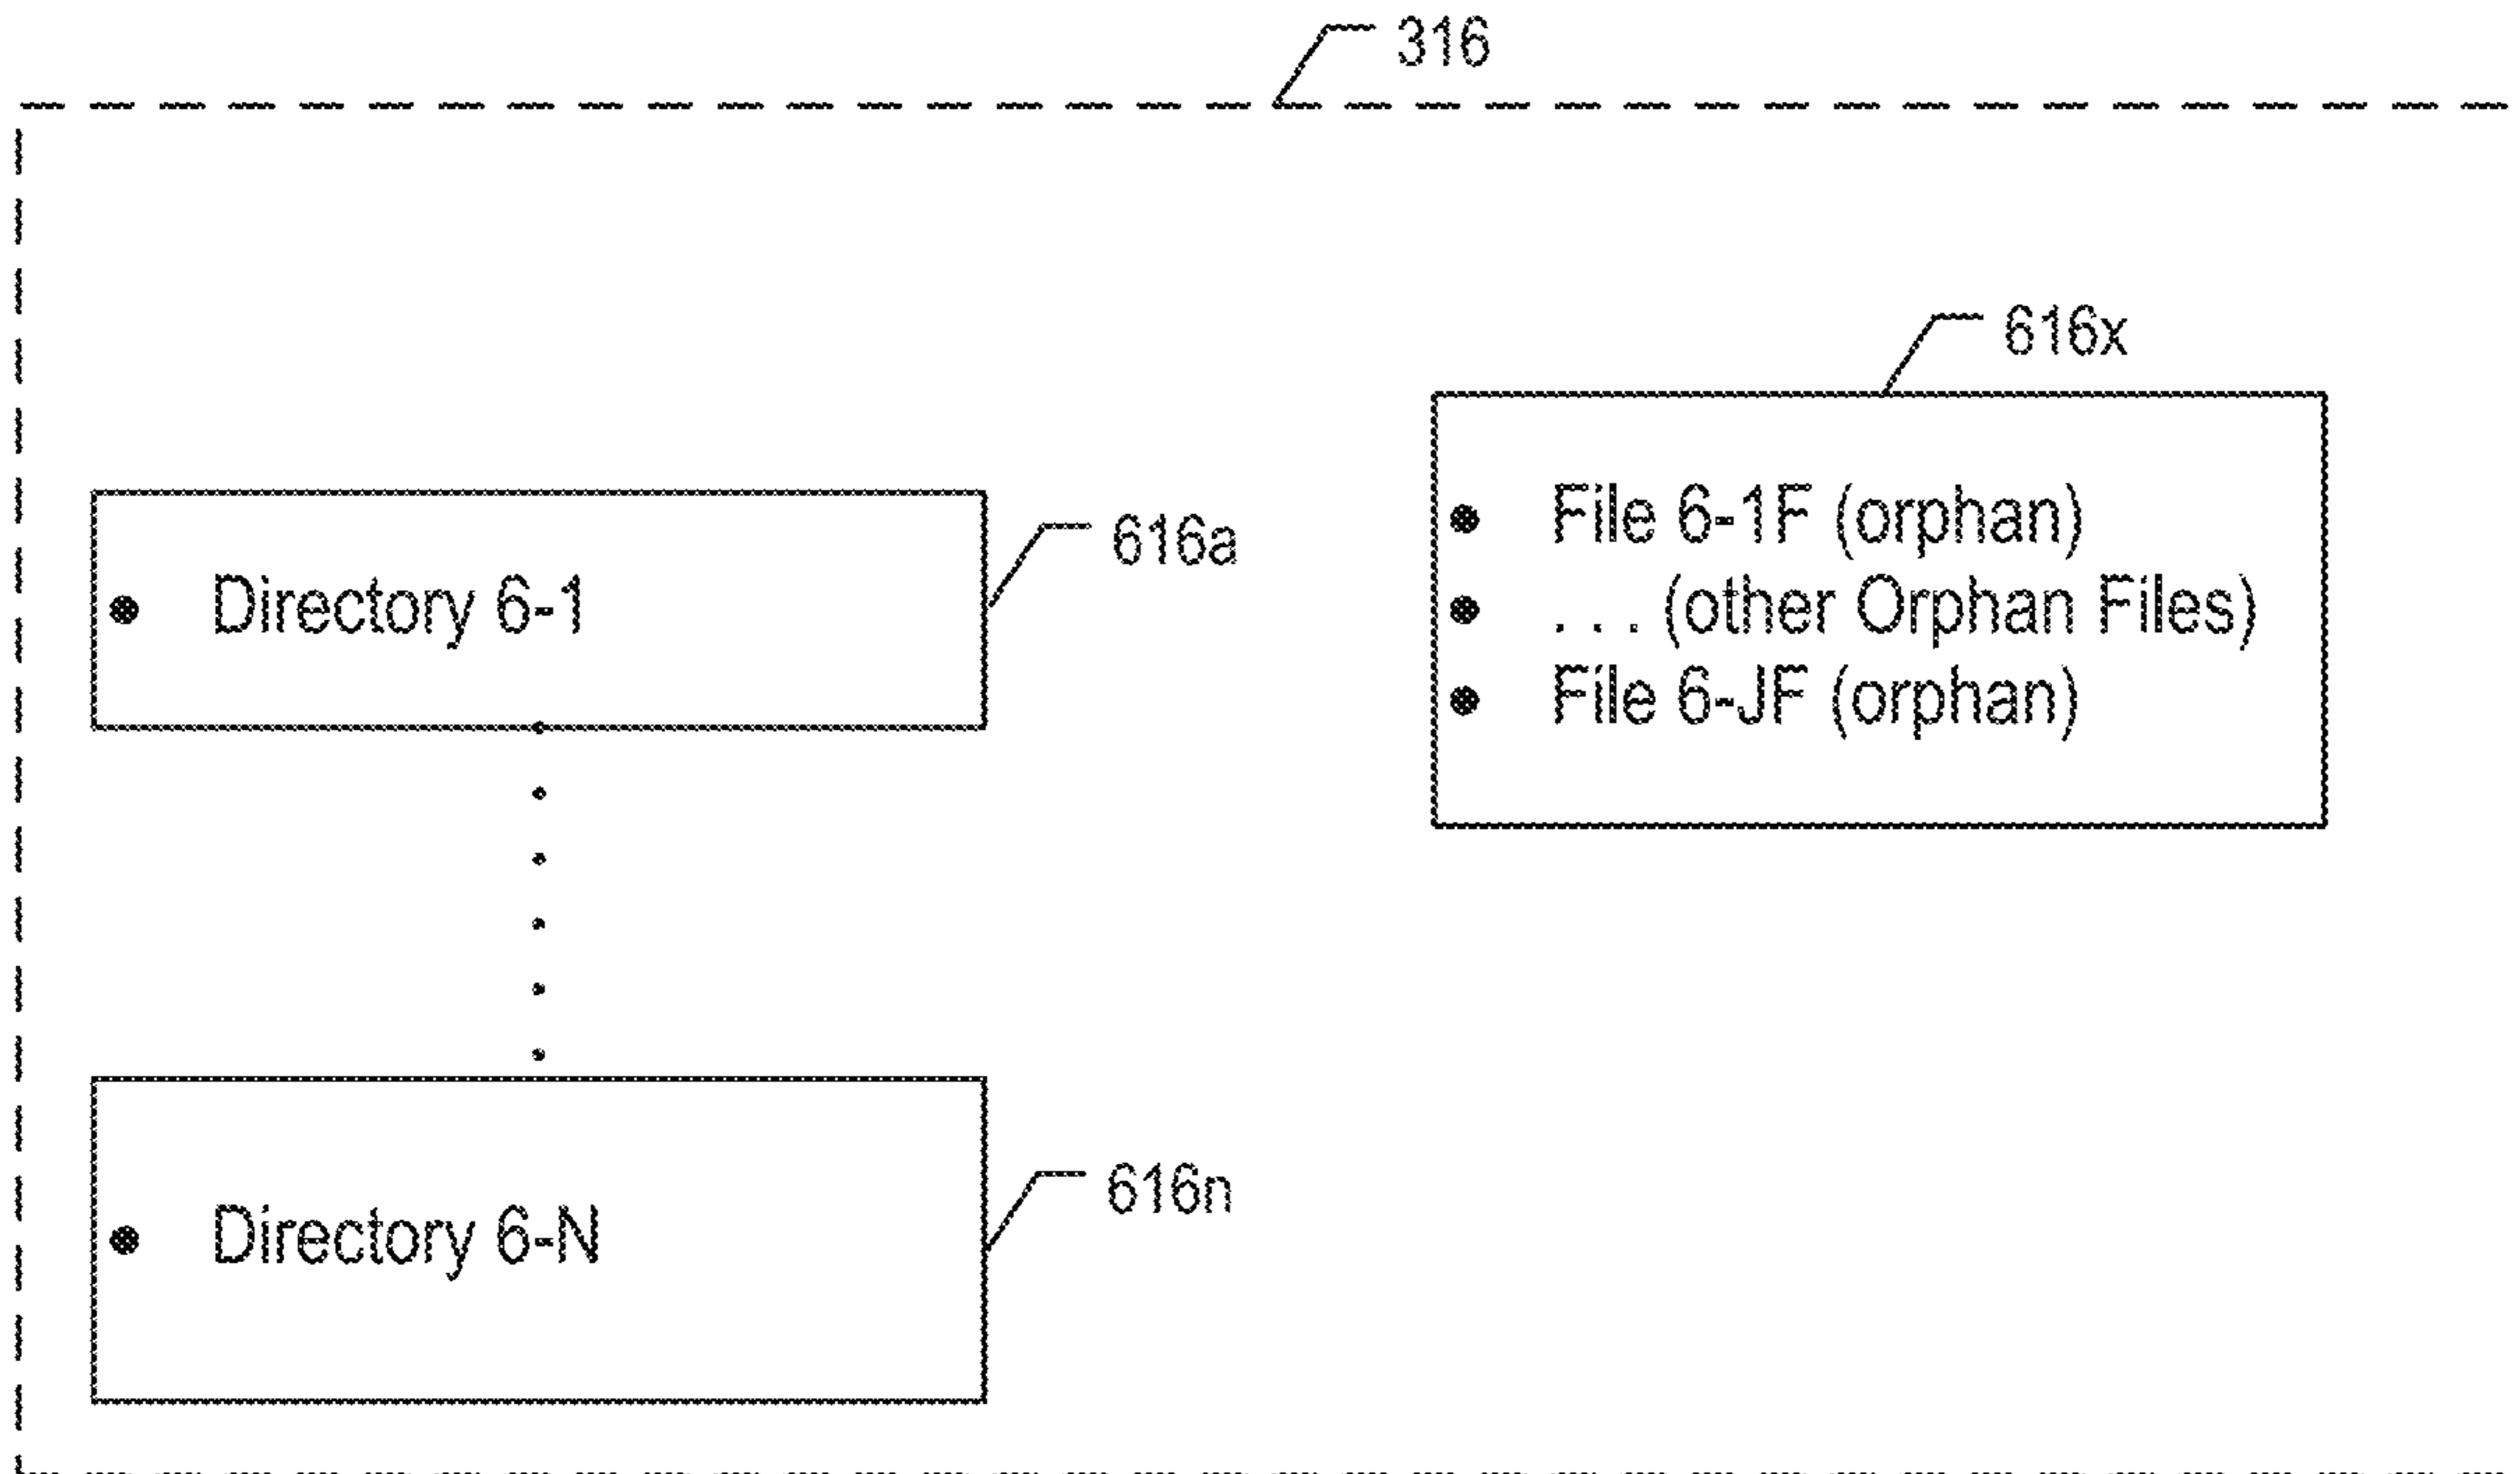 316
616x
• File 6-1F (orphan)
• . . . (other Orphan Files)
• File 6-JF (orphan)
616a
• Directory 6-1
616n
• Directory 6-N